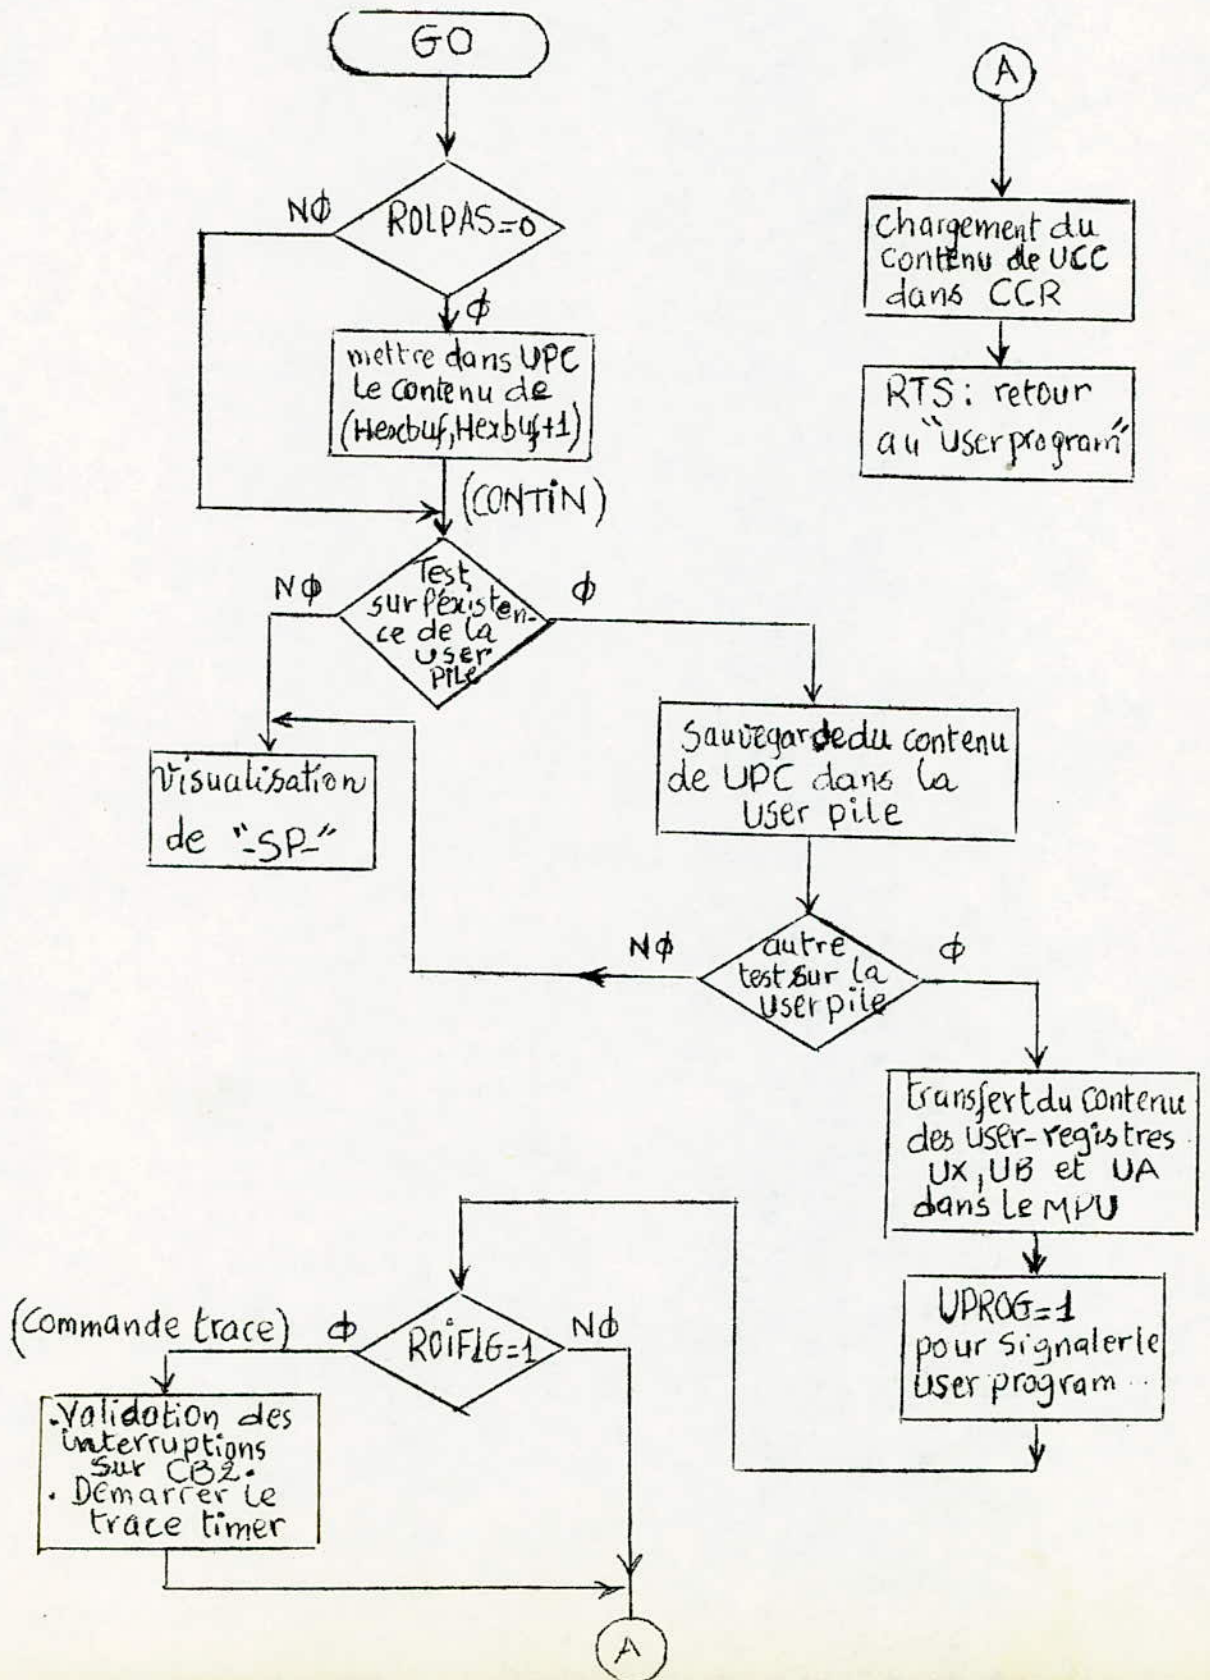 GO
NΦ
ROLPAS=0
Φ
mettre dans UPC
Le contenu de
(Hexbuf,Hexbuf+1)
(CONTiN)
NΦ
Test
sur l'existen-
ce de la
user
PiLE
Φ
Visualisation
de "-SP-"
Sauvegarde du contenu
de UPC dans la
User pile
NΦ
autre
test sur la
User pile
Φ
transfert du contenu
des user-registres
UX, UB et UA
dans Le MPU
UPROG=1
pour Signaler le
user program
(Commande trace)
Φ
ROiFLG=1
NΦ
.Validation des
interruptions
sur CB2.
. Demarrer Le
trace timer
A
A
Chargement du
contenu de UCC
dans CCR
RTS: retour
au "user program"